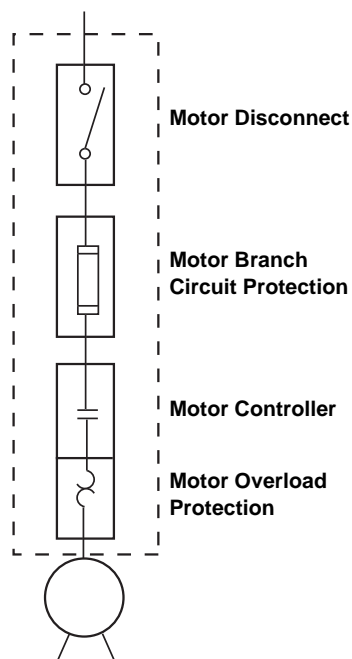 Motor Disconnect
Motor Branch
Circuit Protection
Motor Controller
Motor Overload
Protection